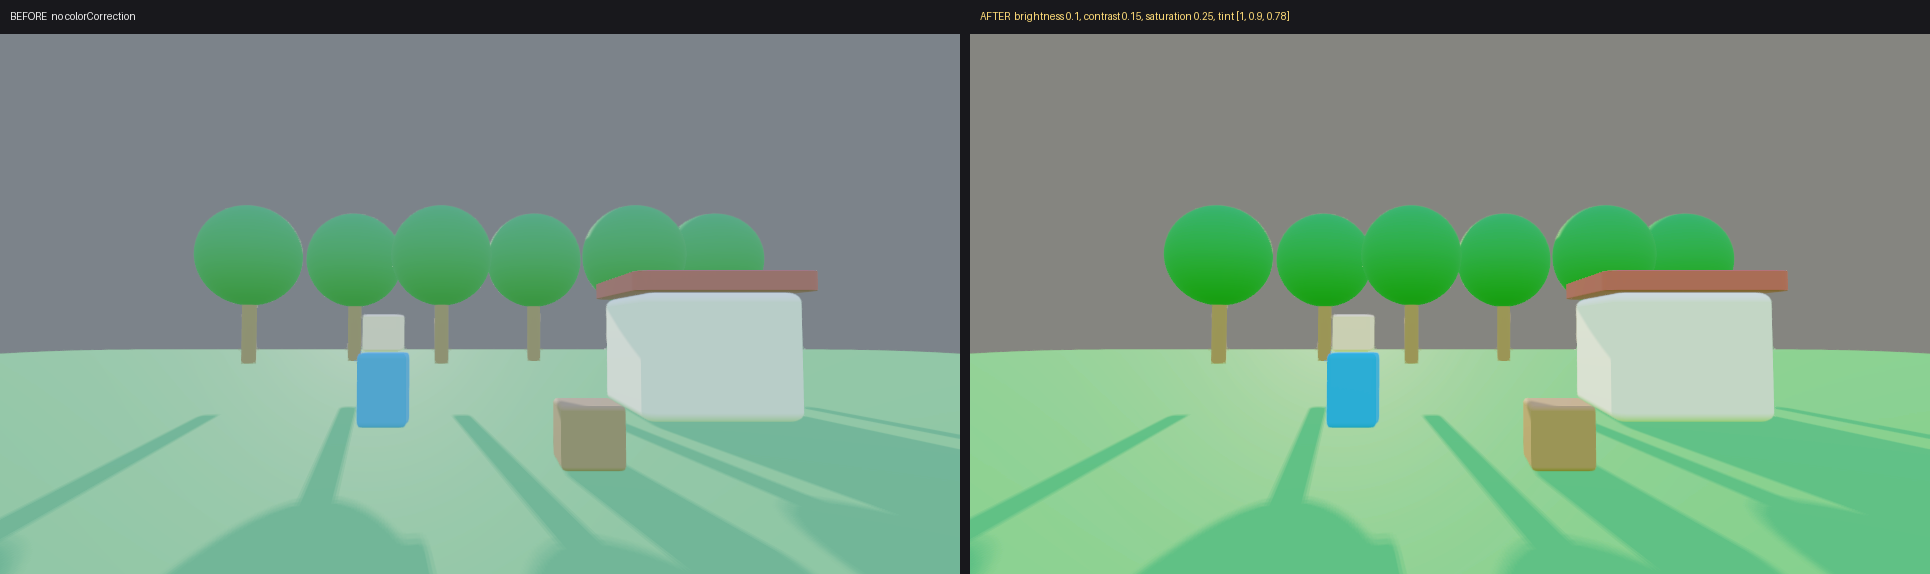 BEFORE no colorCorrection
AFTER brightness 0.1, contrast 0.15, saturation 0.25, tint [1, 0.9, 0.78]